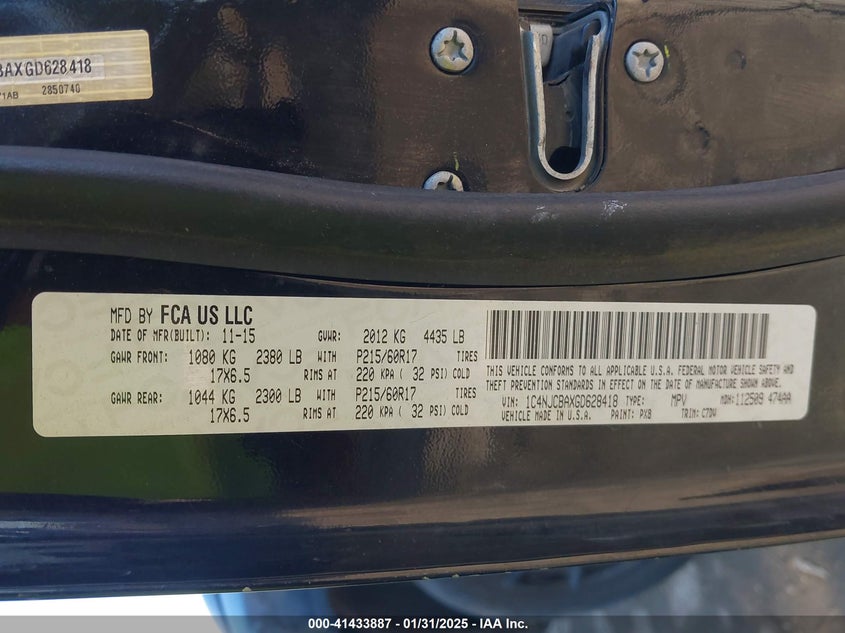 BAXGD628418
71AB 2850740
MFD BY FCA US LLC
DATE OF MFR(BUILT): 11-15 GVWR: 2012 KG 4435 LB
GAWR FRONT: 1080 KG 2380 LB WITH P215/60R17 TIRES
17X6.5 RIMS AT 220 KPA ( 32 PSI) COLD
GAWR REAR: 1044 KG 2300 LB WITH P215/60R17 TIRES
17X6.5 RIMS AT 220 KPA ( 32 PSI) COLD
THIS VEHICLE CONFORMS TO ALL APPLICABLE U.S.A. FEDERAL MOTOR VEHICLE SAFETY AND
THEFT PREVENTION STANDARDS IN EFFECT ON THE DATE OF MANUFACTURE SHOWN ABOVE.
VIN: 1C4NJCBAXGD628418 TYPE: MPV MDH: 112509 474AA
VEHICLE MADE IN U.S.A. PAINT: PX8 TRIM: C7DW
000-41433887 - 01/31/2025 - IAA Inc.